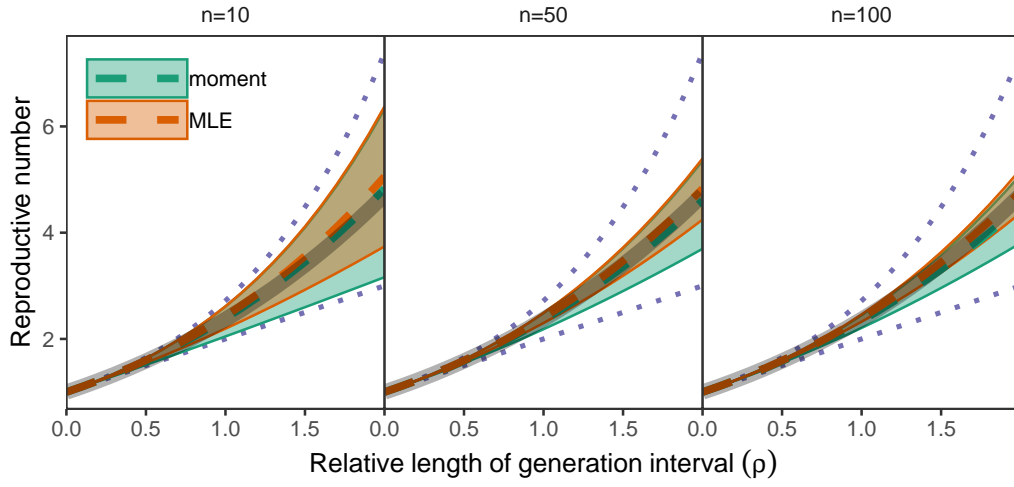 n=10 n=50 n=100
moment
MLE
Reproductive number
6
4
2
0.0 0.5 1.0 1.5 0.0 0.5 1.0 1.5 0.0 0.5 1.0 1.5
Relative length of generation interval (ρ)